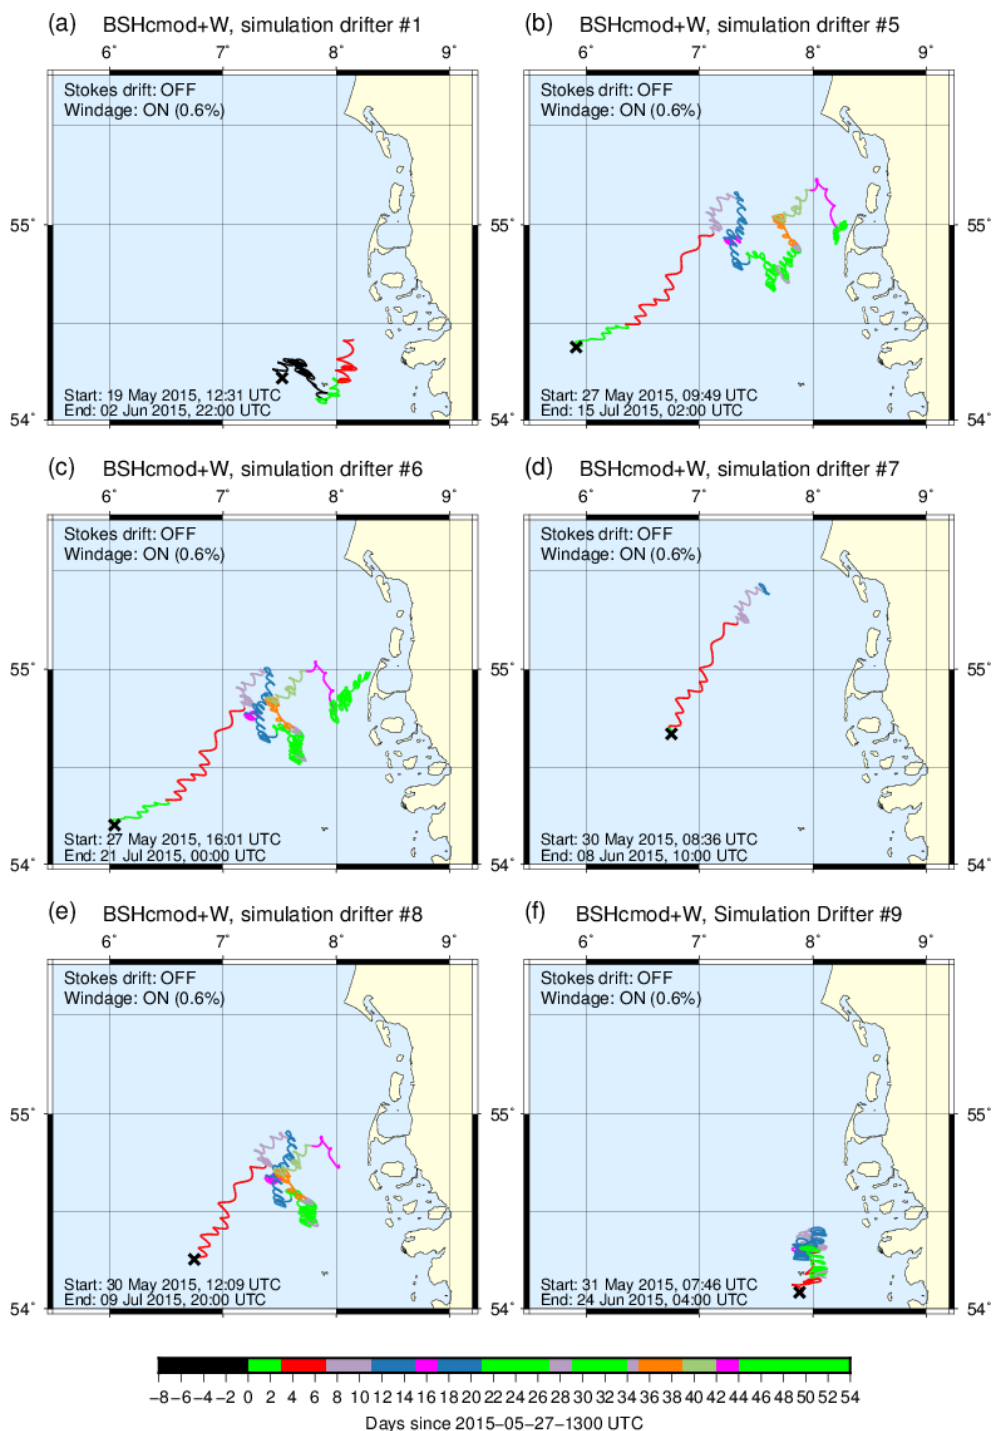 (a) BSHcmod+W, simulation drifter #1
6° 7° 8° 9°
Stokes drift: OFF
Windage: ON (0.6%)
55°
54°
Start: 19 May 2015, 12:31 UTC
End: 02 Jun 2015, 22:00 UTC
(b) BSHcmod+W, simulation drifter #5
6° 7° 8° 9°
Stokes drift: OFF
Windage: ON (0.6%)
55°
54°
Start: 27 May 2015, 09:49 UTC
End: 15 Jul 2015, 02:00 UTC
(c) BSHcmod+W, simulation drifter #6
6° 7° 8° 9°
Stokes drift: OFF
Windage: ON (0.6%)
55°
54°
Start: 27 May 2015, 16:01 UTC
End: 21 Jul 2015, 00:00 UTC
(d) BSHcmod+W, simulation drifter #7
6° 7° 8° 9°
Stokes drift: OFF
Windage: ON (0.6%)
55°
54°
Start: 30 May 2015, 08:36 UTC
End: 08 Jun 2015, 10:00 UTC
(e) BSHcmod+W, simulation drifter #8
6° 7° 8° 9°
Stokes drift: OFF
Windage: ON (0.6%)
55°
54°
Start: 30 May 2015, 12:09 UTC
End: 09 Jul 2015, 20:00 UTC
(f) BSHcmod+W, Simulation Drifter #9
6° 7° 8° 9°
Stokes drift: OFF
Windage: ON (0.6%)
55°
54°
Start: 31 May 2015, 07:46 UTC
End: 24 Jun 2015, 04:00 UTC
−8 −6 −4 −2 0 2 4 6 8 10 12 14 16 18 20 22 24 26 28 30 32 34 36 38 40 42 44 46 48 50 52 54
Days since 2015−05−27−1300 UTC